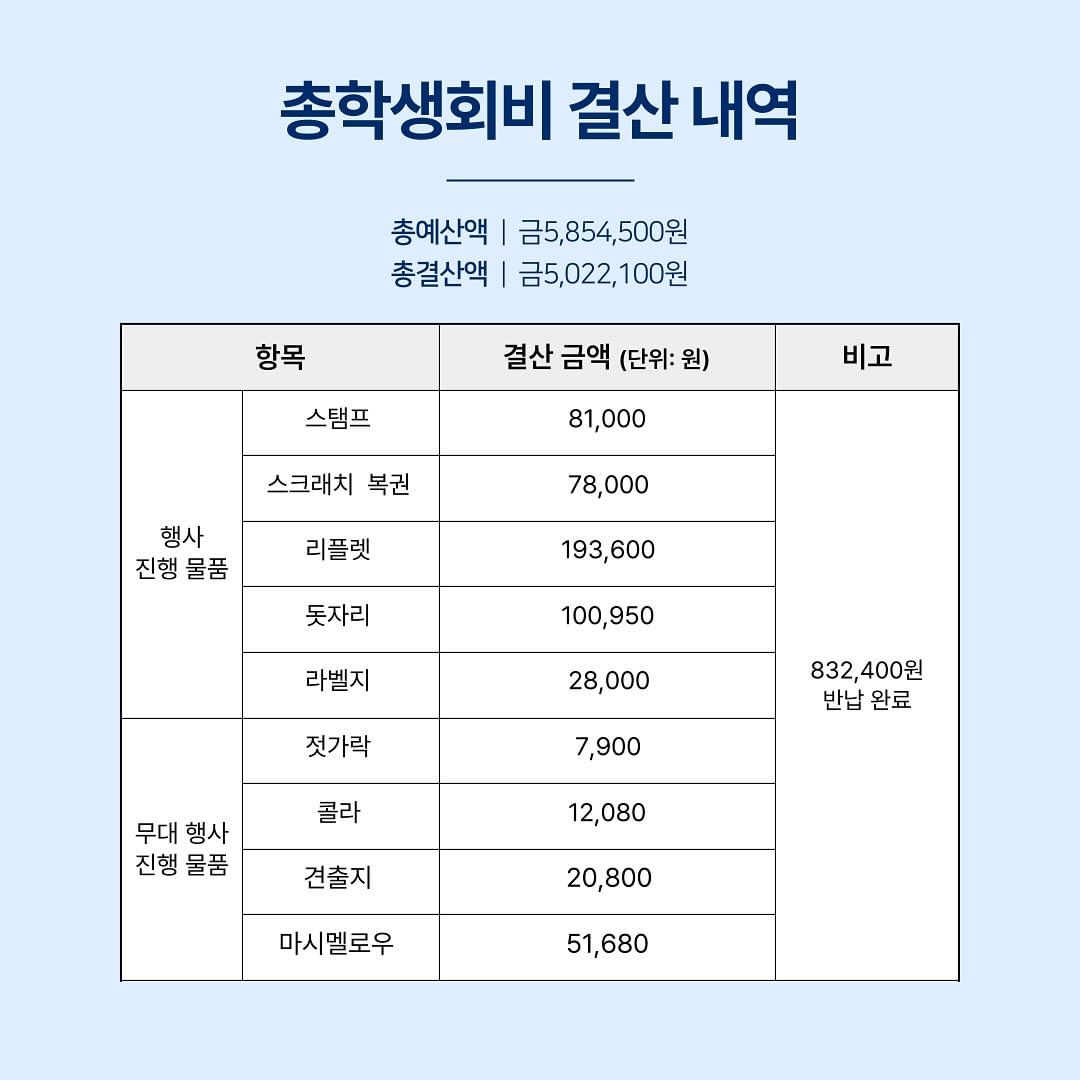 총학생회비 결산 내역
총예산액 | 금5,854,500원
총결산액 | 금5,022,100원
항목 결산 금액 (단위: 원) 비고
행사
진행 물품
스탬프 81,000
스크래치 복권 78,000
리플렛 193,600
돗자리 100,950
라벨지 28,000
무대 행사
진행 물품
젓가락 7,900
콜라 12,080
견출지 20,800
마시멜로우 51,680
832,400원
반납 완료